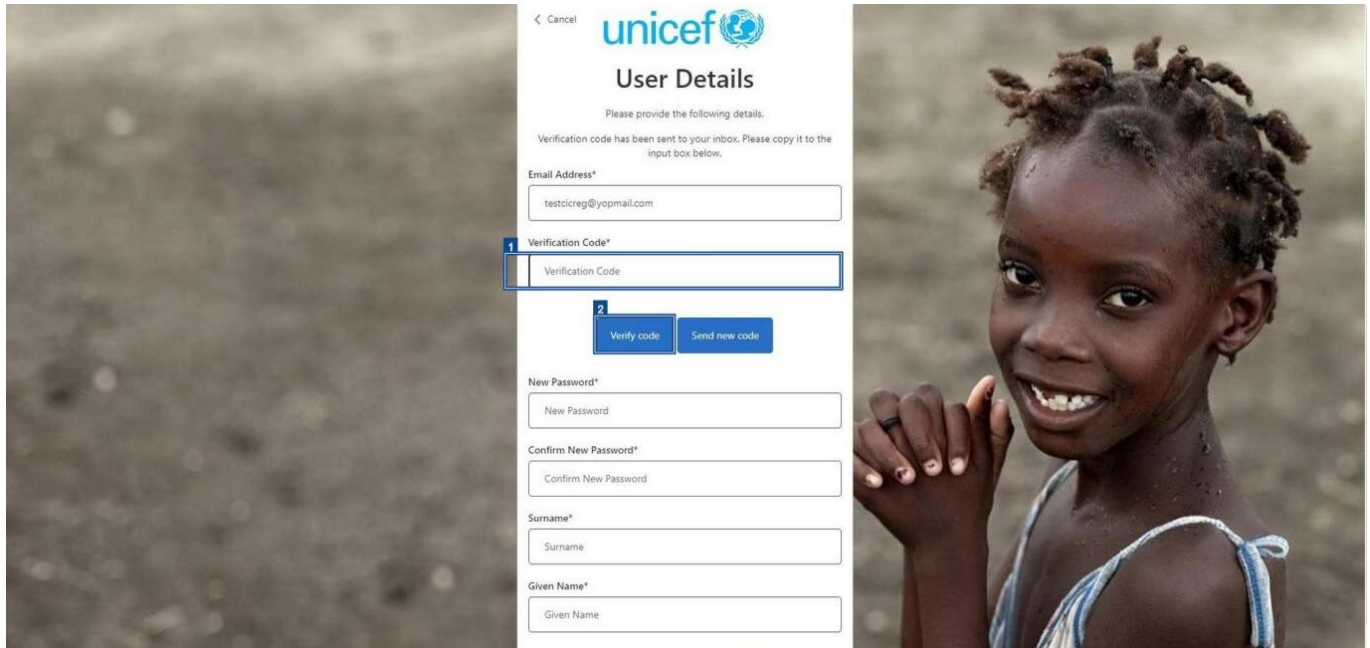 Cancel
unicef
User Details
Please provide the following details.
Verification code has been sent to your inbox. Please copy it to the
input box below.
Email Address*
testcicreg@yopmail.com
1
Verification Code*
Verification Code
2
Verify code
Send new code
New Password*
New Password
Confirm New Password*
Confirm New Password
Surname*
Surname
Given Name*
Given Name